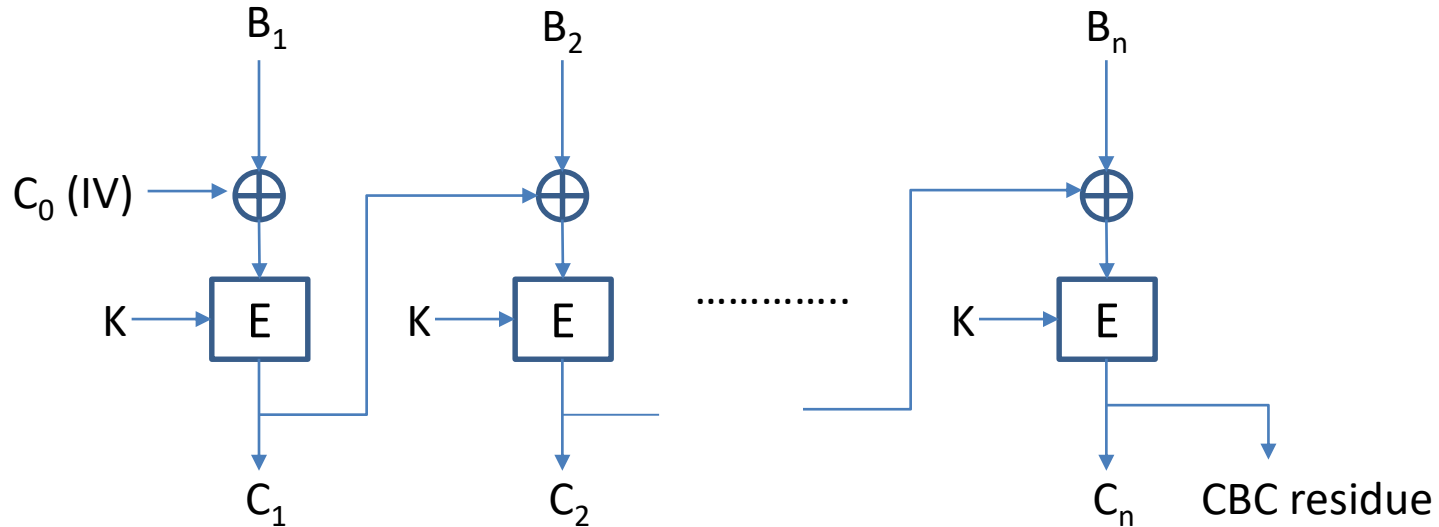 B₁ B₂ Bₙ
C₀ (IV)
K E K E ............... K E
C₁ C₂ Cₙ CBC residue